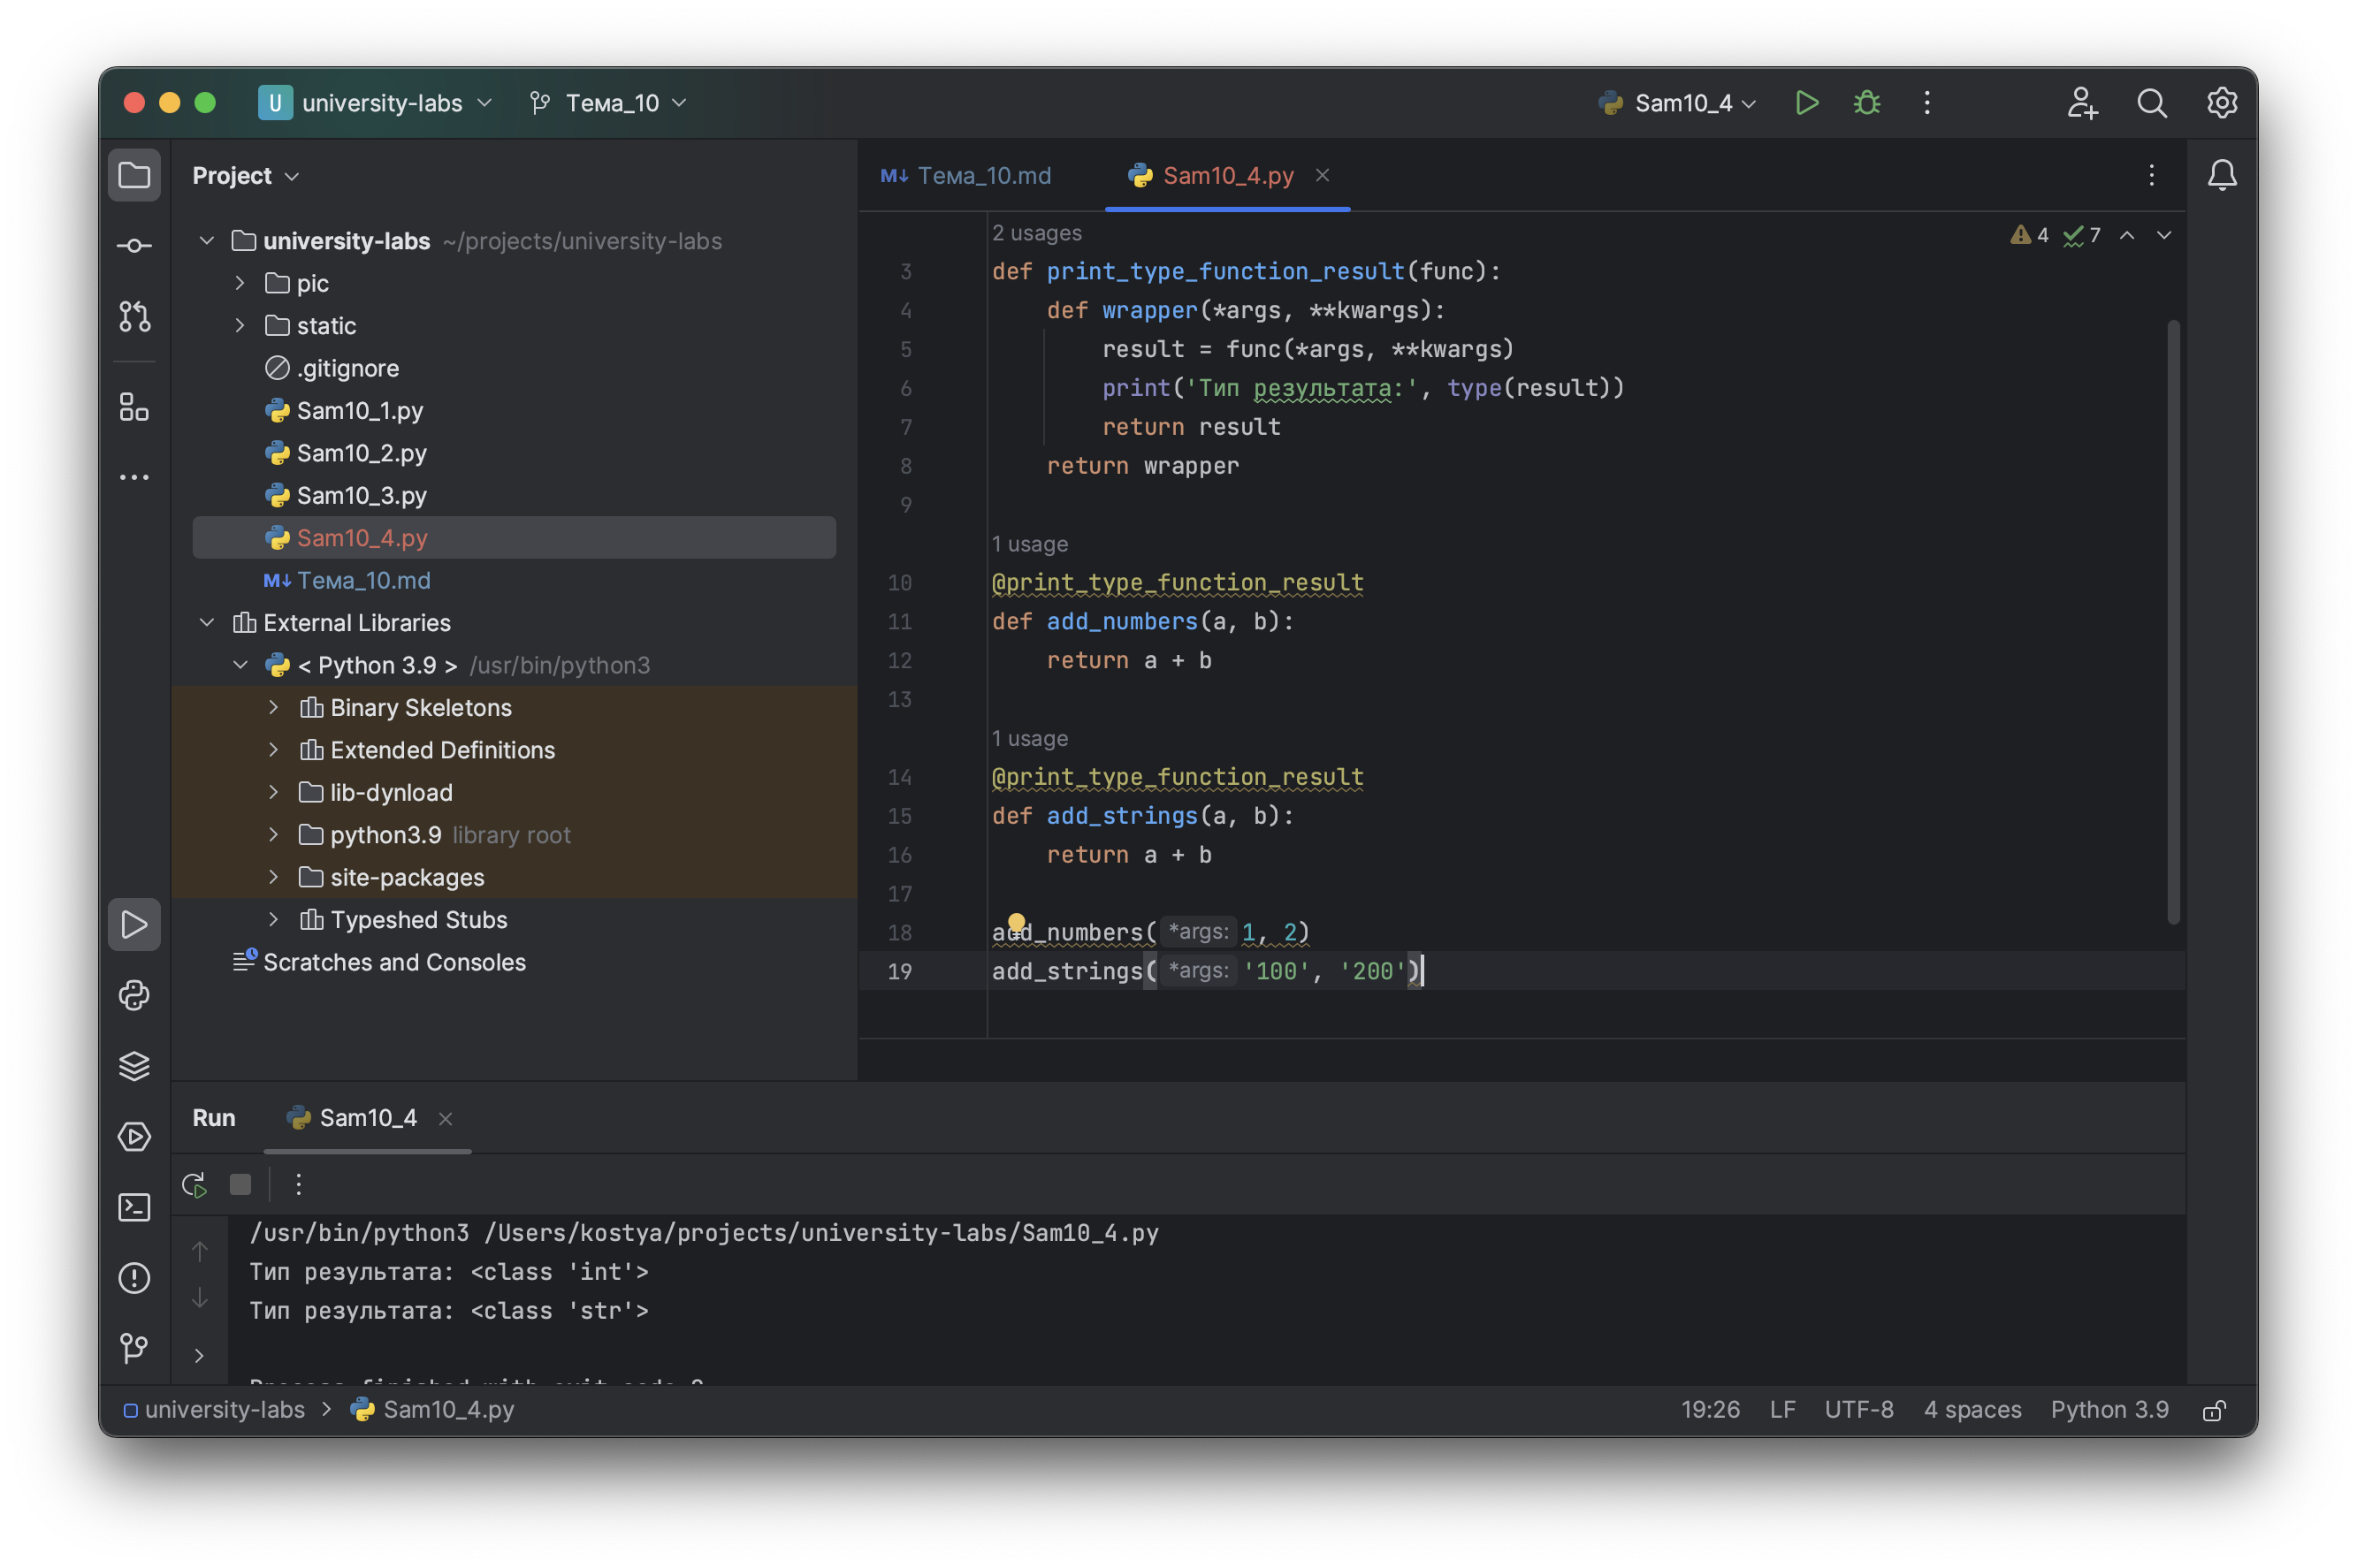 U university-labs Тема_10 Sam10_4
Project
university-labs ~/projects/university-labs
pic
static
.gitignore
Sam10_1.py
Sam10_2.py
Sam10_3.py
Sam10_4.py
M↓ Тема_10.md
External Libraries
< Python 3.9 > /usr/bin/python3
Binary Skeletons
Extended Definitions
lib-dynload
python3.9 library root
site-packages
Typeshed Stubs
Scratches and Consoles
M↓ Тема_10.md Sam10_4.py
4 7
2 usages
3 def print_type_function_result(func):
4 def wrapper(*args, **kwargs):
5 result = func(*args, **kwargs)
6 print('Тип результата:', type(result))
7 return result
8 return wrapper
9
1 usage
10 @print_type_function_result
11 def add_numbers(a, b):
12 return a + b
13
1 usage
14 @print_type_function_result
15 def add_strings(a, b):
16 return a + b
17
18 add_numbers( *args: 1, 2)
19 add_strings( *args: '100', '200')
Run Sam10_4
/usr/bin/python3 /Users/kostya/projects/university-labs/Sam10_4.py
Тип результата: <class 'int'>
Тип результата: <class 'str'>
Process finished with exit code 0
university-labs > Sam10_4.py 19:26 LF UTF-8 4 spaces Python 3.9